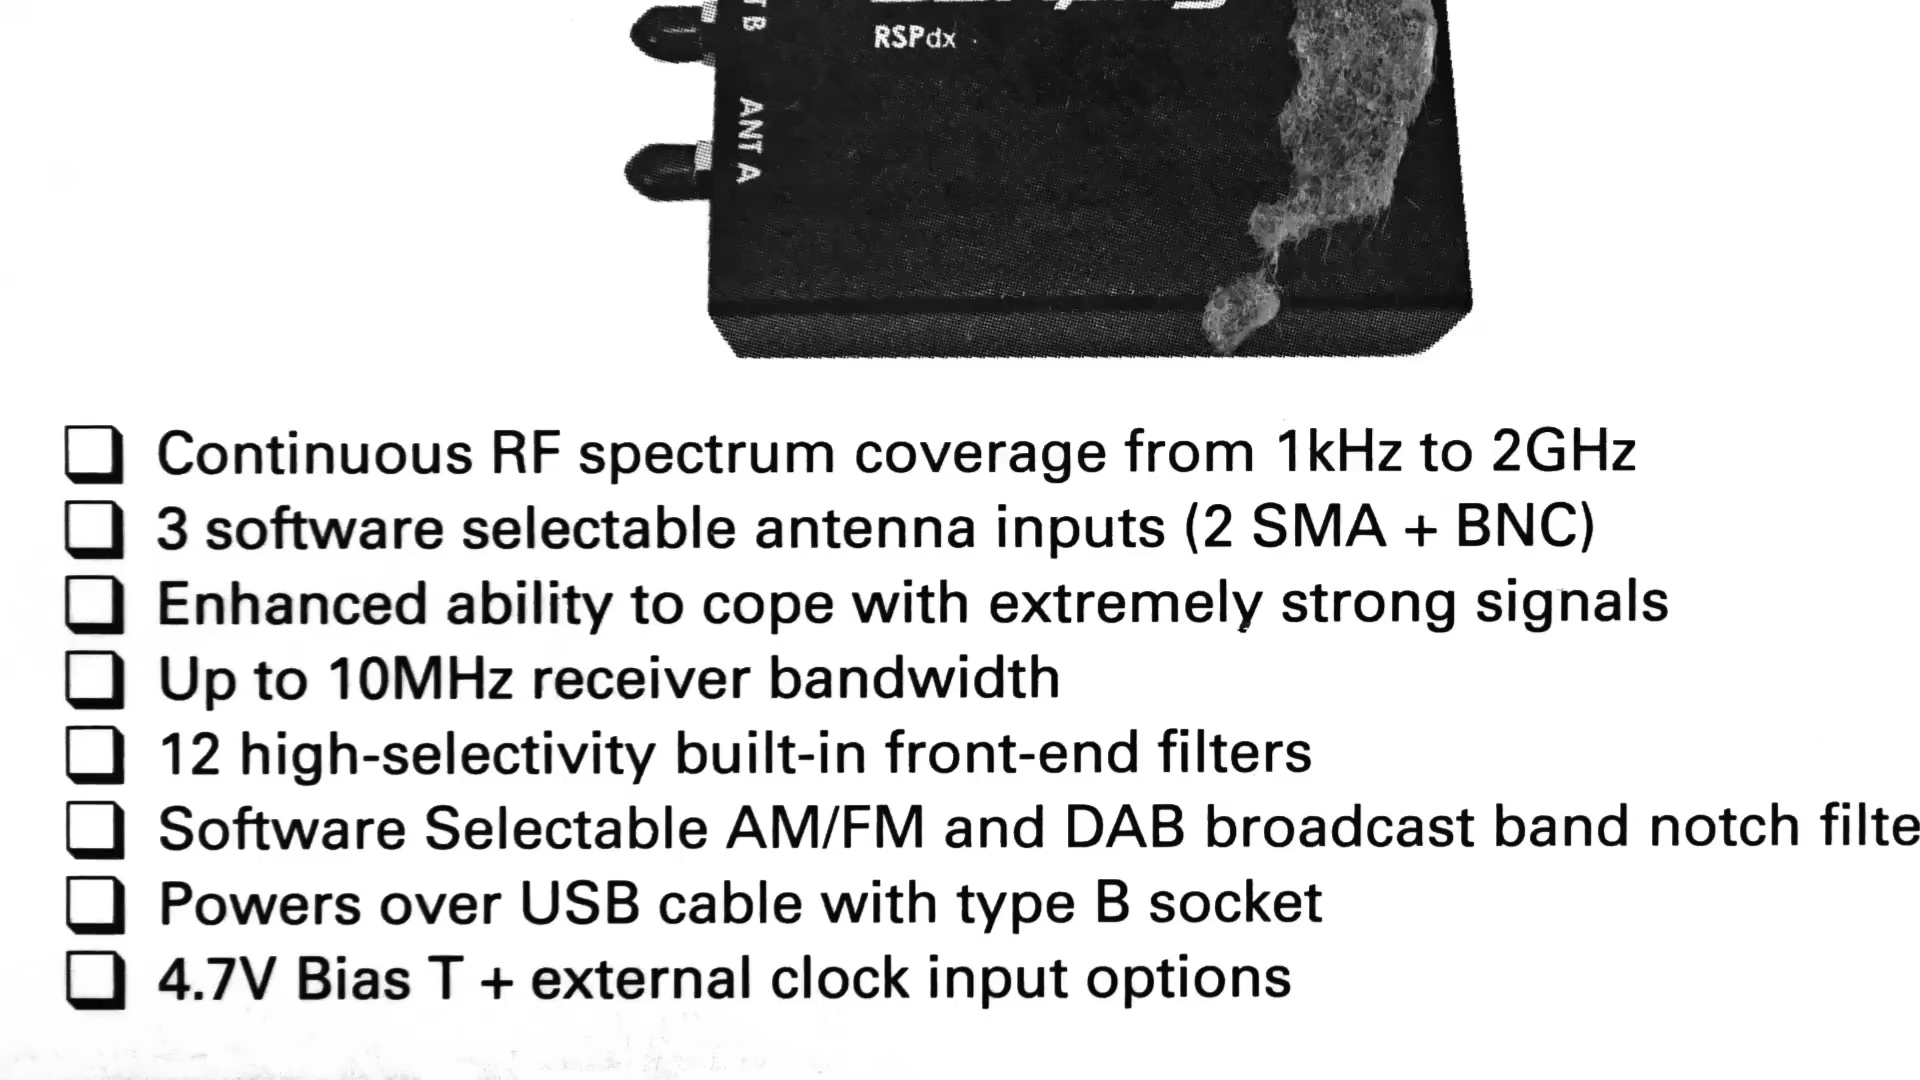 T B
RSPdx
ANT A
Continuous RF spectrum coverage from 1kHz to 2GHz
3 software selectable antenna inputs (2 SMA + BNC)
Enhanced ability to cope with extremely strong signals
Up to 10MHz receiver bandwidth
12 high-selectivity built-in front-end filters
Software Selectable AM/FM and DAB broadcast band notch filte
Powers over USB cable with type B socket
4.7V Bias T + external clock input options